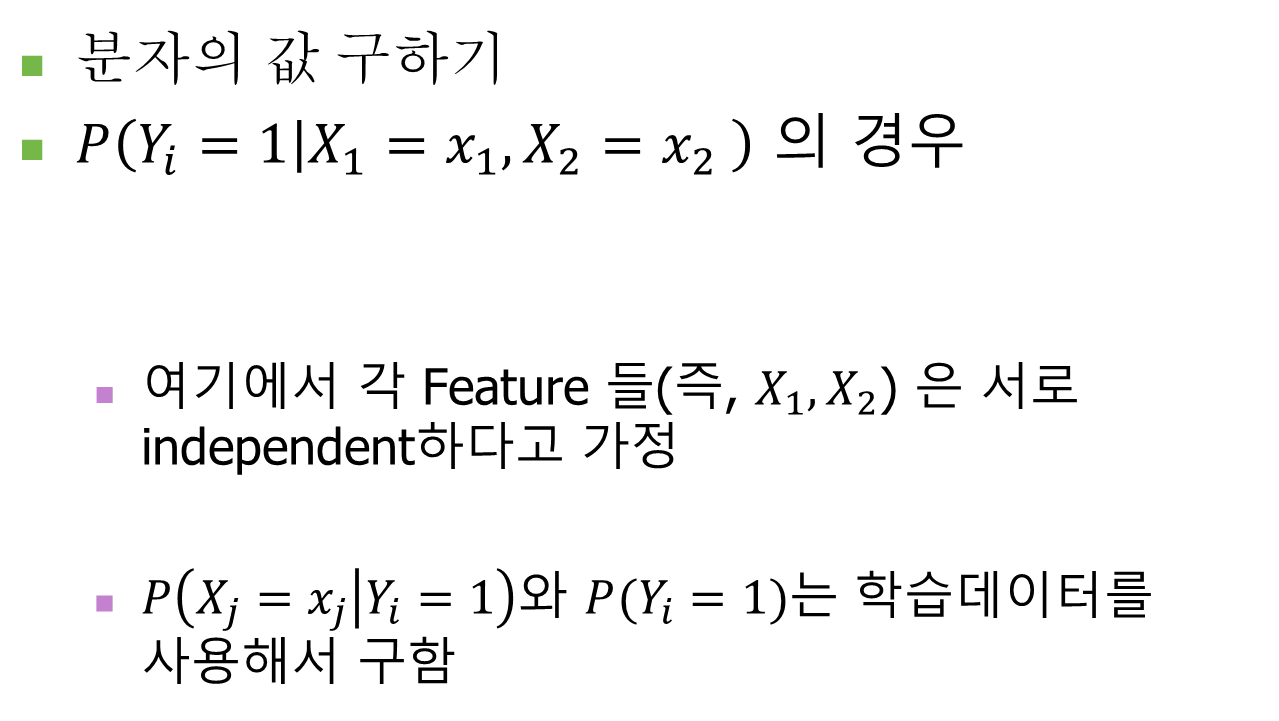 분자의 값 구하기
P(Yᵢ = 1|X₁ = x₁, X₂ = x₂ ) 의 경우
여기에서 각 Feature 들(즉, X₁, X₂) 은 서로
independent하다고 가정
P(Xⱼ = xⱼ|Yᵢ = 1)와 P(Yᵢ = 1)는 학습데이터를
사용해서 구함